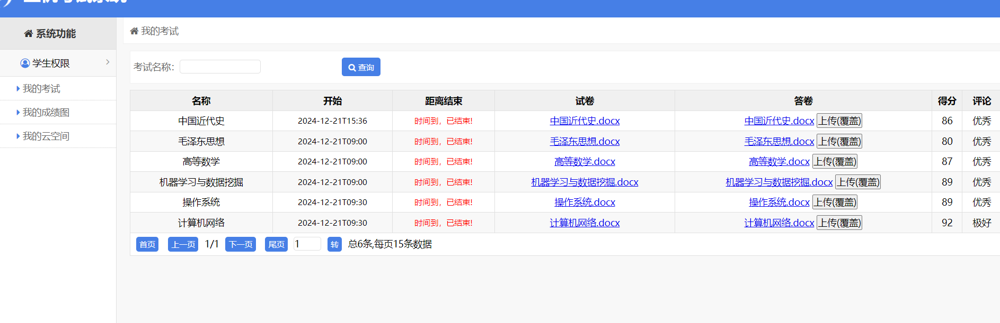 系统功能
学生权限
我的考试
我的成绩图
我的云空间
我的考试
考试名称: 查询
名称 开始 距离结束 试卷 答卷 得分 评论
中国近代史 2024-12-21T15:36 时间到，已结束! 中国近代史.docx 中国近代史.docx 上传(覆盖) 86 优秀
毛泽东思想 2024-12-21T09:00 时间到，已结束! 毛泽东思想.docx 毛泽东思想.docx 上传(覆盖) 80 优秀
高等数学 2024-12-21T09:00 时间到，已结束! 高等数学.docx 高等数学.docx 上传(覆盖) 87 优秀
机器学习与数据挖掘 2024-12-21T09:00 时间到，已结束! 机器学习与数据挖掘.docx 机器学习与数据挖掘.docx 上传(覆盖) 89 优秀
操作系统 2024-12-21T09:30 时间到，已结束! 操作系统.docx 操作系统.docx 上传(覆盖) 89 优秀
计算机网络 2024-12-21T09:30 时间到，已结束! 计算机网络.docx 计算机网络.docx 上传(覆盖) 92 极好
首页 上一页 1/1 下一页 尾页 1 转 总6条,每页15条数据